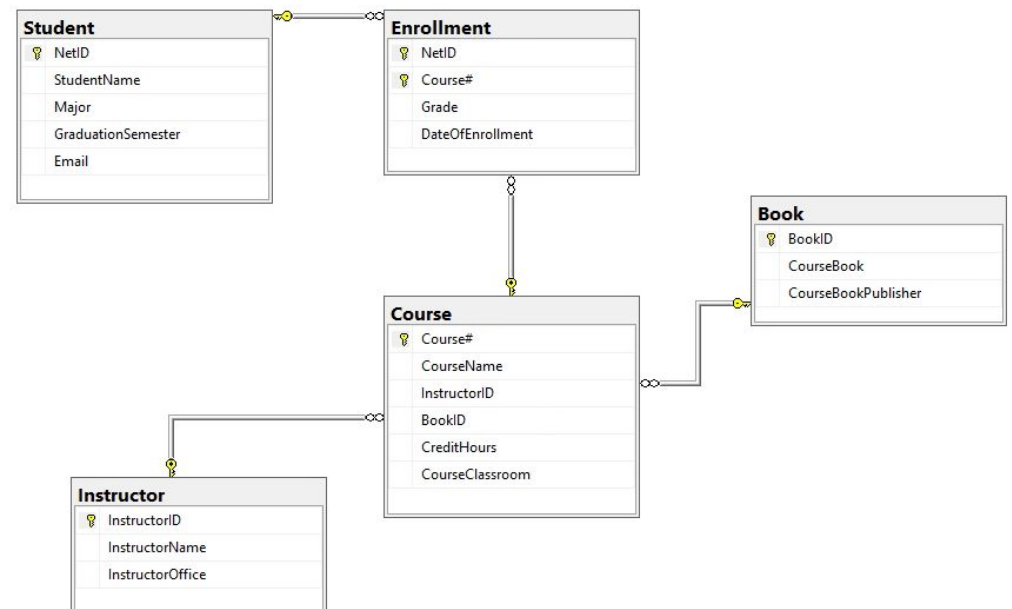 Student
NetID
StudentName
Major
GraduationSemester
Email
Enrollment
NetID
Course#
Grade
DateOfEnrollment
Book
BookID
CourseBook
CourseBookPublisher
Course
Course#
CourseName
InstructorID
BookID
CreditHours
CourseClassroom
Instructor
InstructorID
InstructorName
InstructorOffice